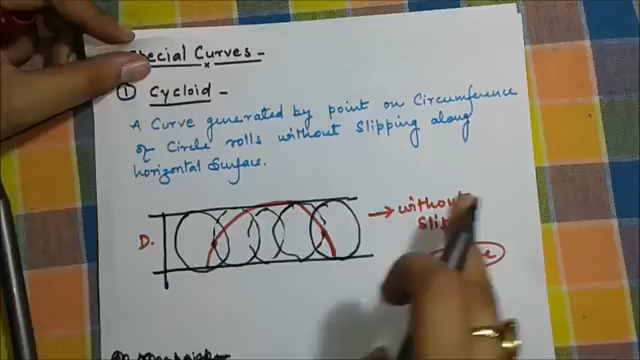 Special Curves -
① Cycloid -
A Curve generated by point on Circumference
of Circle rolls without Slipping along
horizontal Surface.
D.
→ without